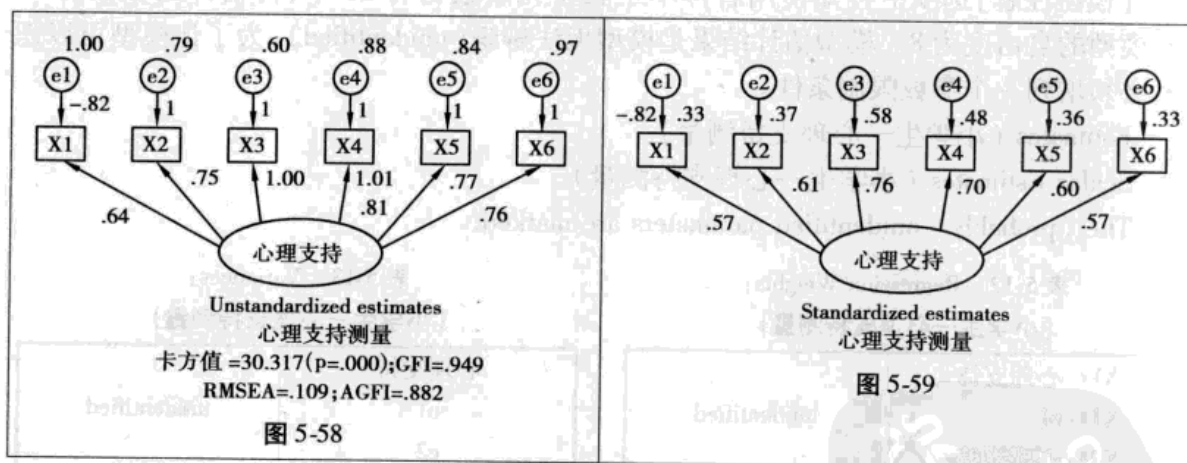 1.00 .79 .60 .88 .84 .97
e1 e2 e3 e4 e5 e6
-.82 1 1 1 1 1
X1 X2 X3 X4 X5 X6
.64 .75 1.00 1.01 .77 .76
.81
心理支持
Unstandardized estimates
心理支持测量
卡方值=30.317(p=.000);GFI=.949
RMSEA=.109;AGFI=.882
图 5-58
e1 e2 e3 e4 e5 e6
-.82 .33 .37 .58 .48 .36 .33
X1 X2 X3 X4 X5 X6
.57 .61 .76 .70 .60 .57
心理支持
Standardized estimates
心理支持测量
图 5-59